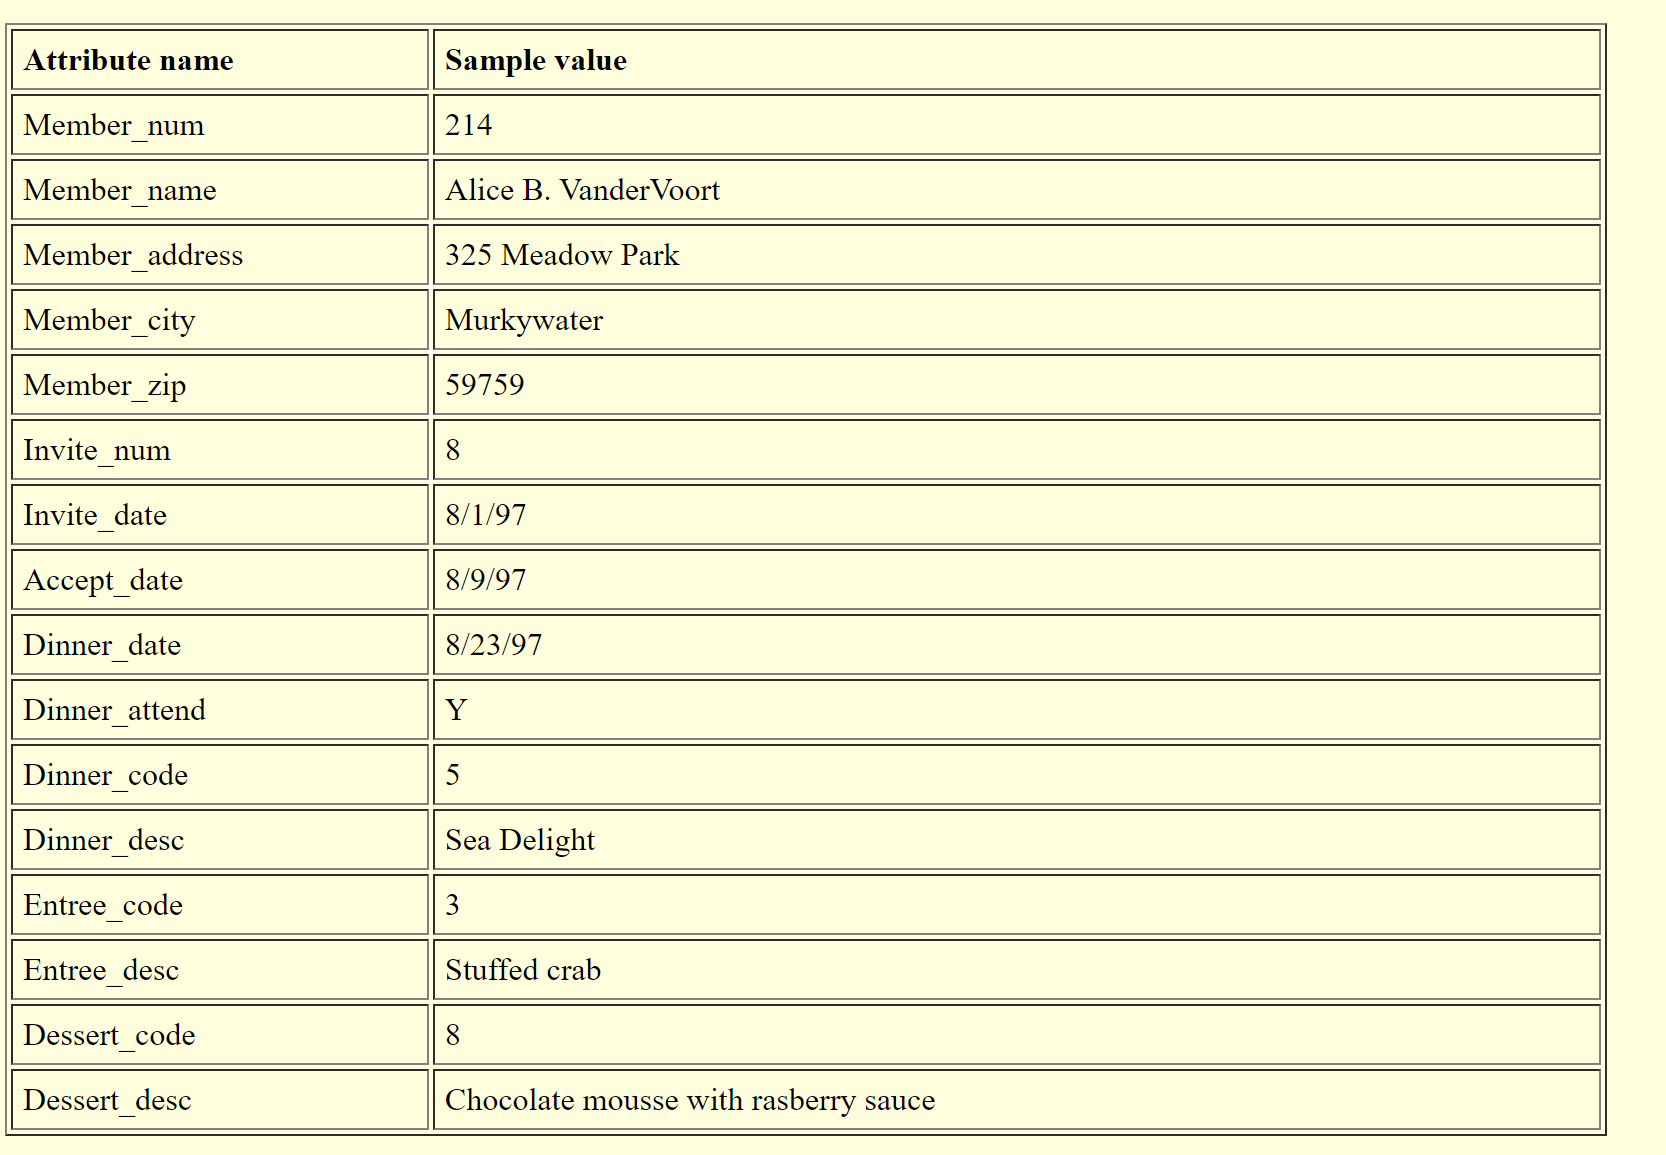 Attribute name Sample value
Member_num 214
Member_name Alice B. VanderVoort
Member_address 325 Meadow Park
Member_city Murkywater
Member_zip 59759
Invite_num 8
Invite_date 8/1/97
Accept_date 8/9/97
Dinner_date 8/23/97
Dinner_attend Y
Dinner_code 5
Dinner_desc Sea Delight
Entree_code 3
Entree_desc Stuffed crab
Dessert_code 8
Dessert_desc Chocolate mousse with rasberry sauce